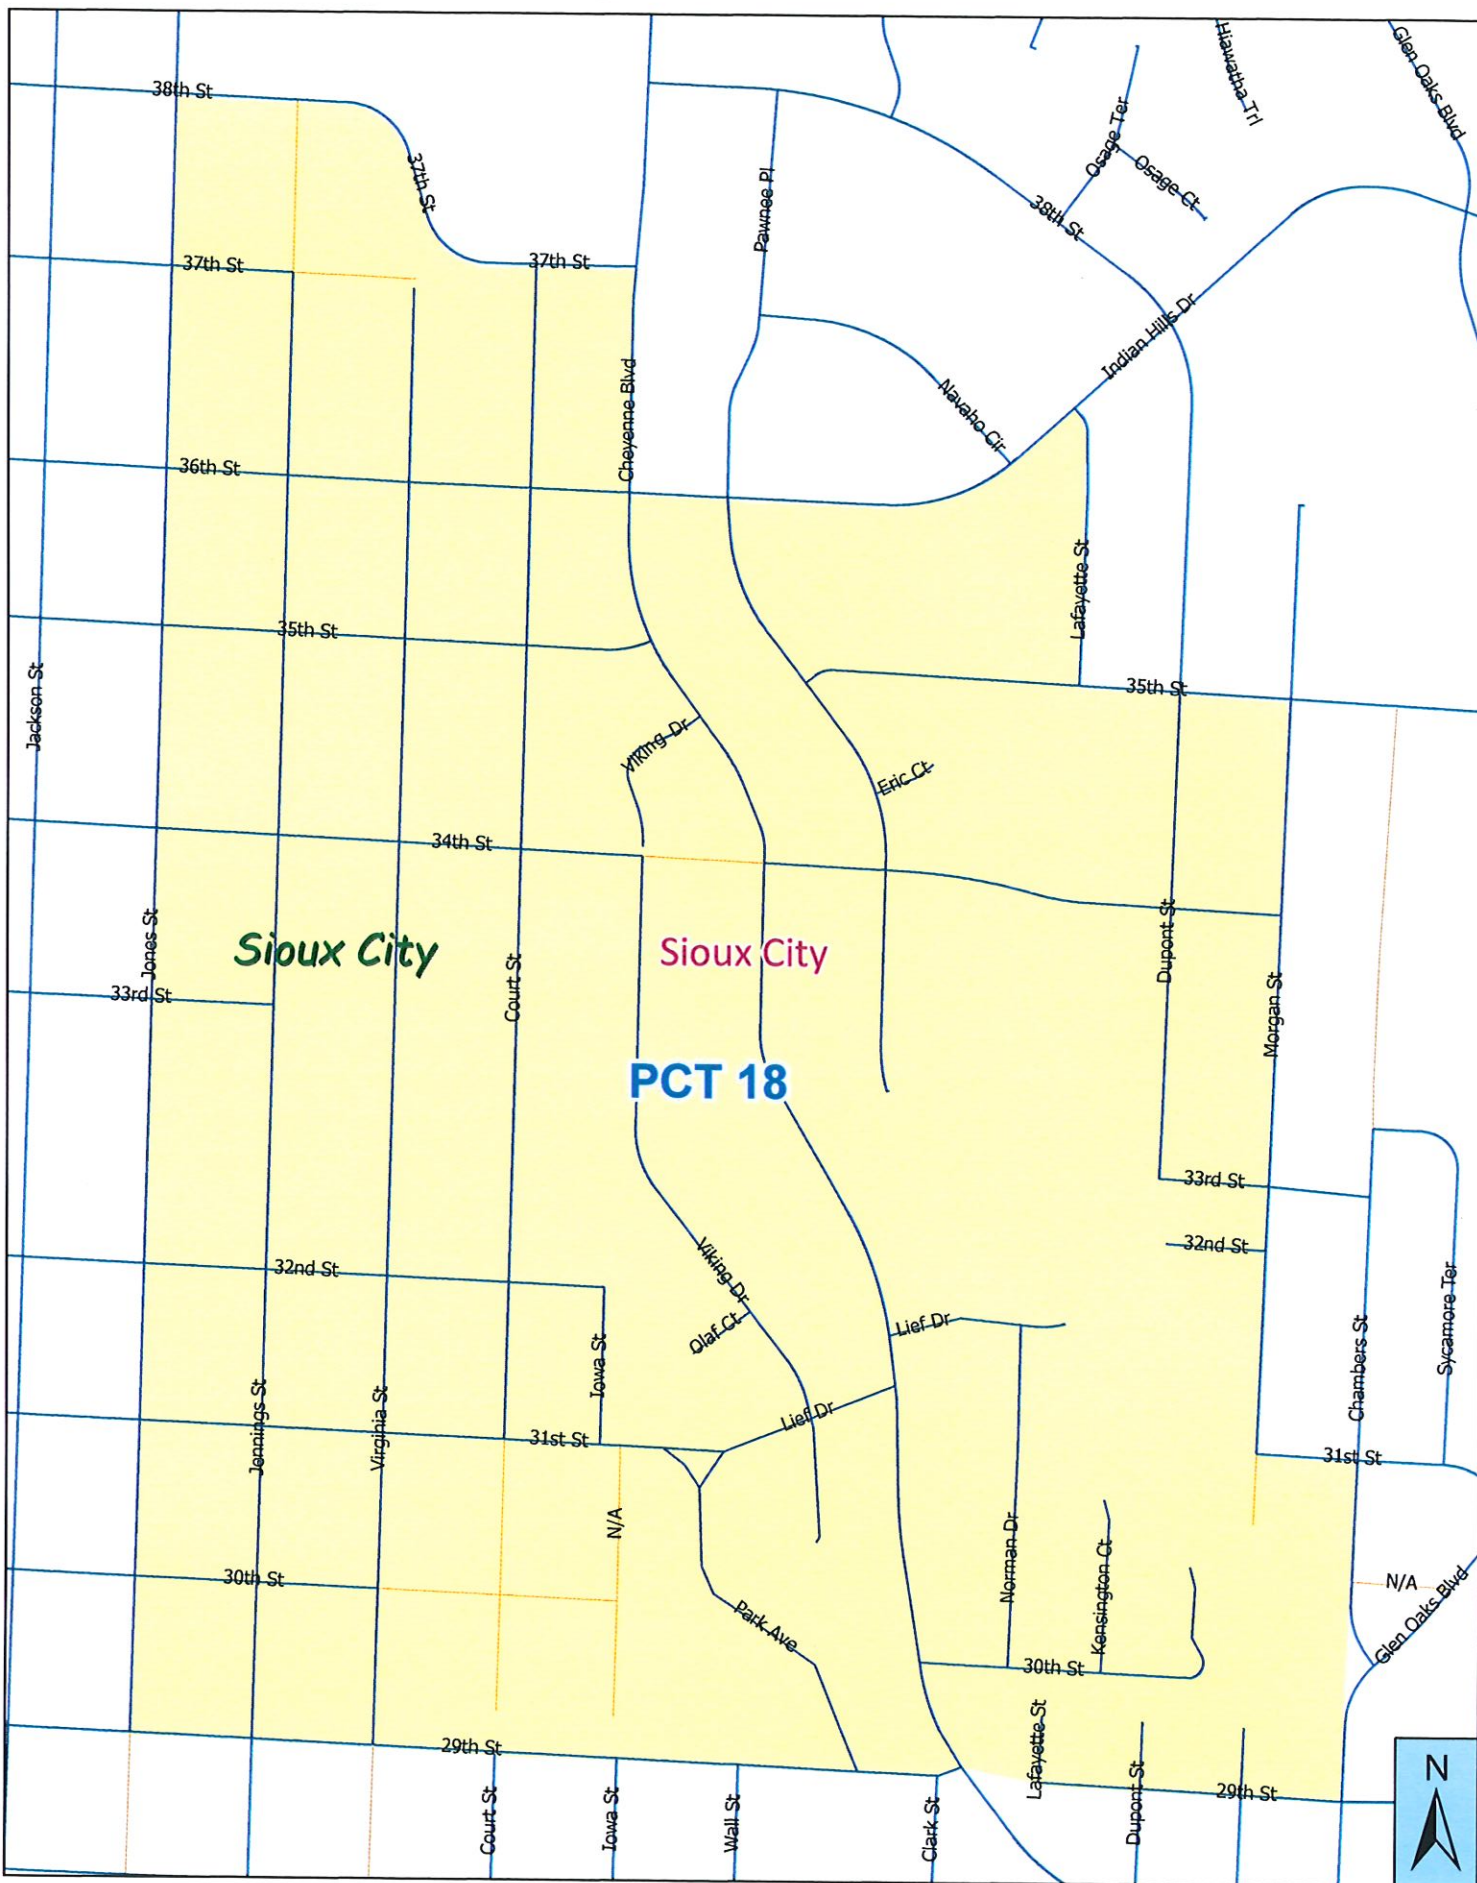 Hiawatha Trl
Glen Oaks Blvd
38th St
Osage Ter
37th St
Osage Ct
Pawnee Pl
38th St
37th St
37th St
Indian Hills Dr
Cheyenne Blvd
Navaho Cir
36th St
Lafayette St
35th St
35th St
Jackson St
Viking Dr
Eric Ct
34th St
Jones St
Sioux City
Sioux City
Dupont St
Court St
33rd St
Morgan St
PCT 18
33rd St
32nd St
32nd St
Viking Dr
Olaf Ct
Lief Dr
Iowa St
Chambers St
Sycamore Ter
Jennings St
Virginia St
Lief Dr
31st St
31st St
N/A
Norman Dr
Kensington Ct
30th St
N/A
Glen Oaks Blvd
Park Ave
30th St
Lafayette St
29th St
29th St
Court St
Iowa St
Wall St
Clark St
Dupont St
N